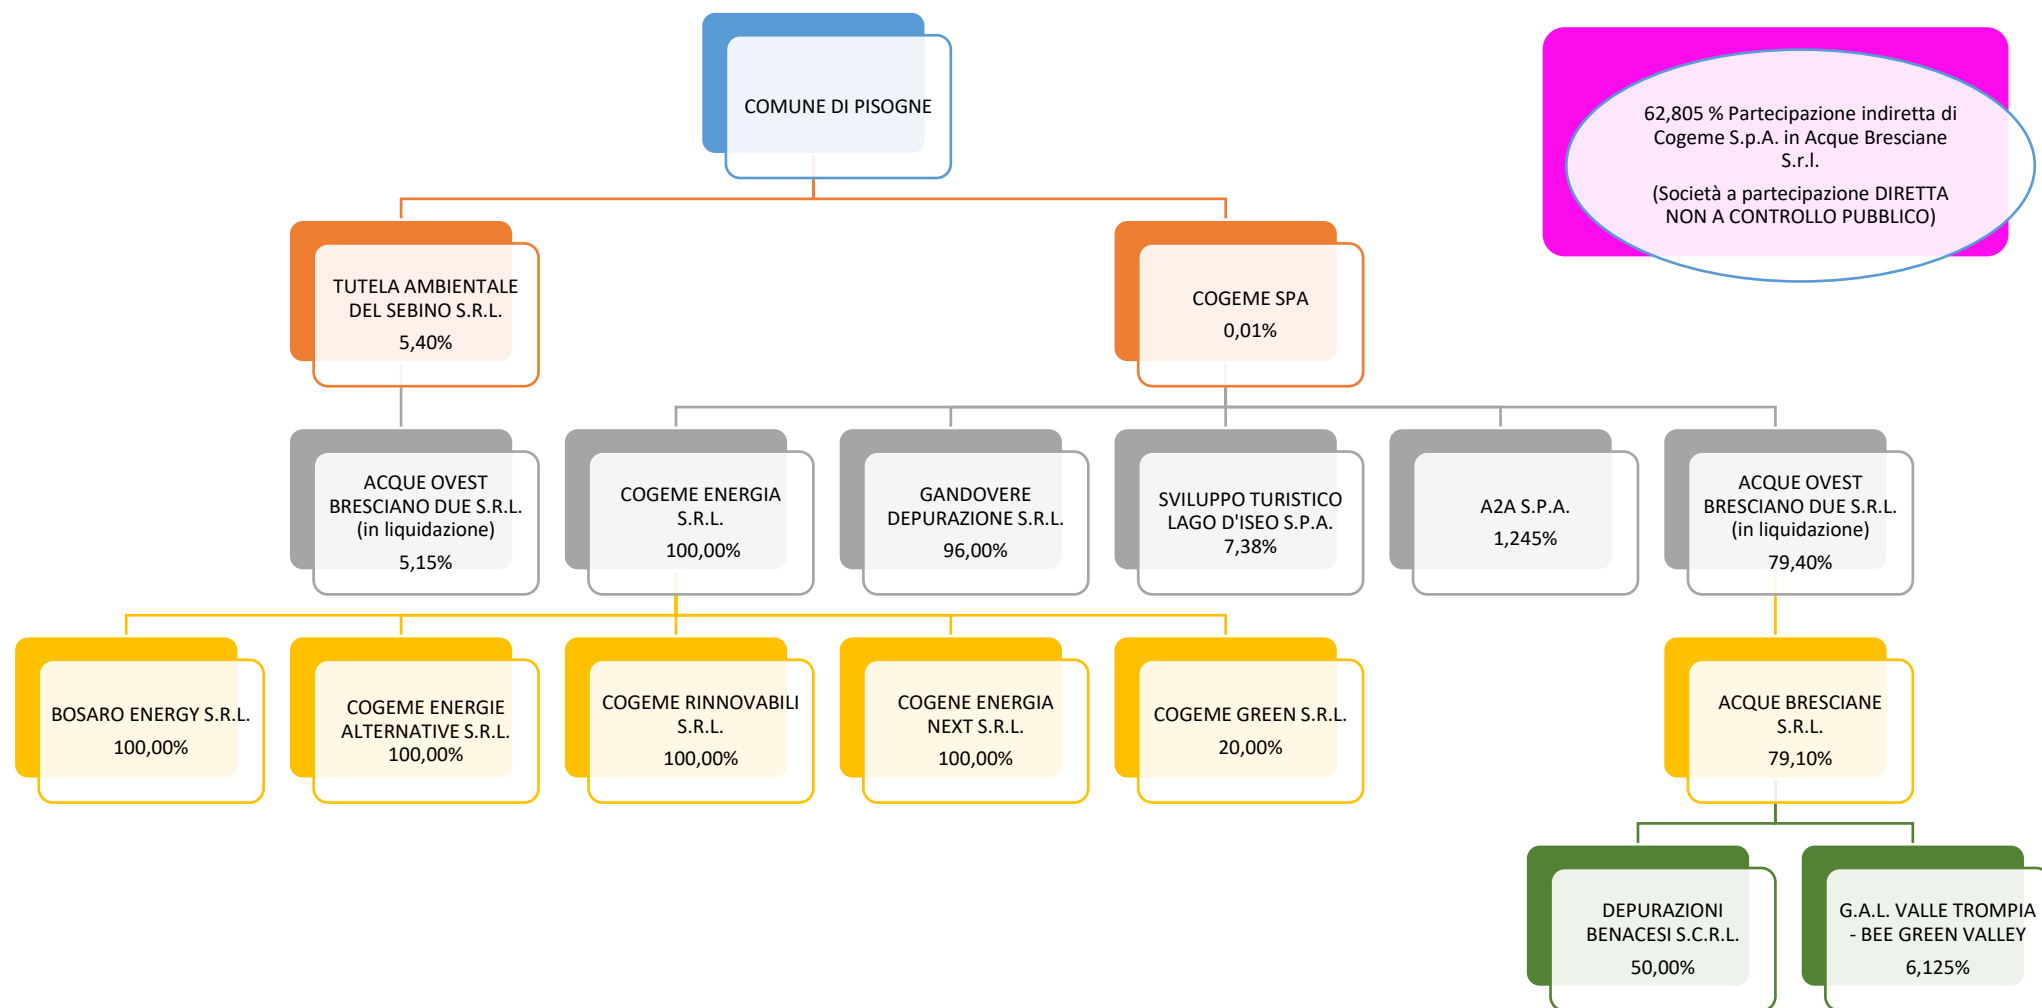 COMUNE DI PISOGNE
62,805 % Partecipazione indiretta di
Cogeme S.p.A. in Acque Bresciane
S.r.l.
(Società a partecipazione DIRETTA
NON A CONTROLLO PUBBLICO)
TUTELA AMBIENTALE
DEL SEBINO S.R.L.
5,40%
COGEME SPA
0,01%
ACQUE OVEST
BRESCIANO DUE S.R.L.
(in liquidazione)
5,15%
COGEME ENERGIA
S.R.L.
100,00%
GANDOVERE
DEPURAZIONE S.R.L.
96,00%
SVILUPPO TURISTICO
LAGO D'ISEO S.P.A.
7,38%
A2A S.P.A.
1,245%
ACQUE OVEST
BRESCIANO DUE S.R.L.
(in liquidazione)
79,40%
BOSARO ENERGY S.R.L.
100,00%
COGEME ENERGIE
ALTERNATIVE S.R.L.
100,00%
COGEME RINNOVABILI
S.R.L.
100,00%
COGENE ENERGIA
NEXT S.R.L.
100,00%
COGEME GREEN S.R.L.
20,00%
ACQUE BRESCIANE
S.R.L.
79,10%
DEPURAZIONI
BENACESI S.C.R.L.
50,00%
G.A.L. VALLE TROMPIA
- BEE GREEN VALLEY
6,125%